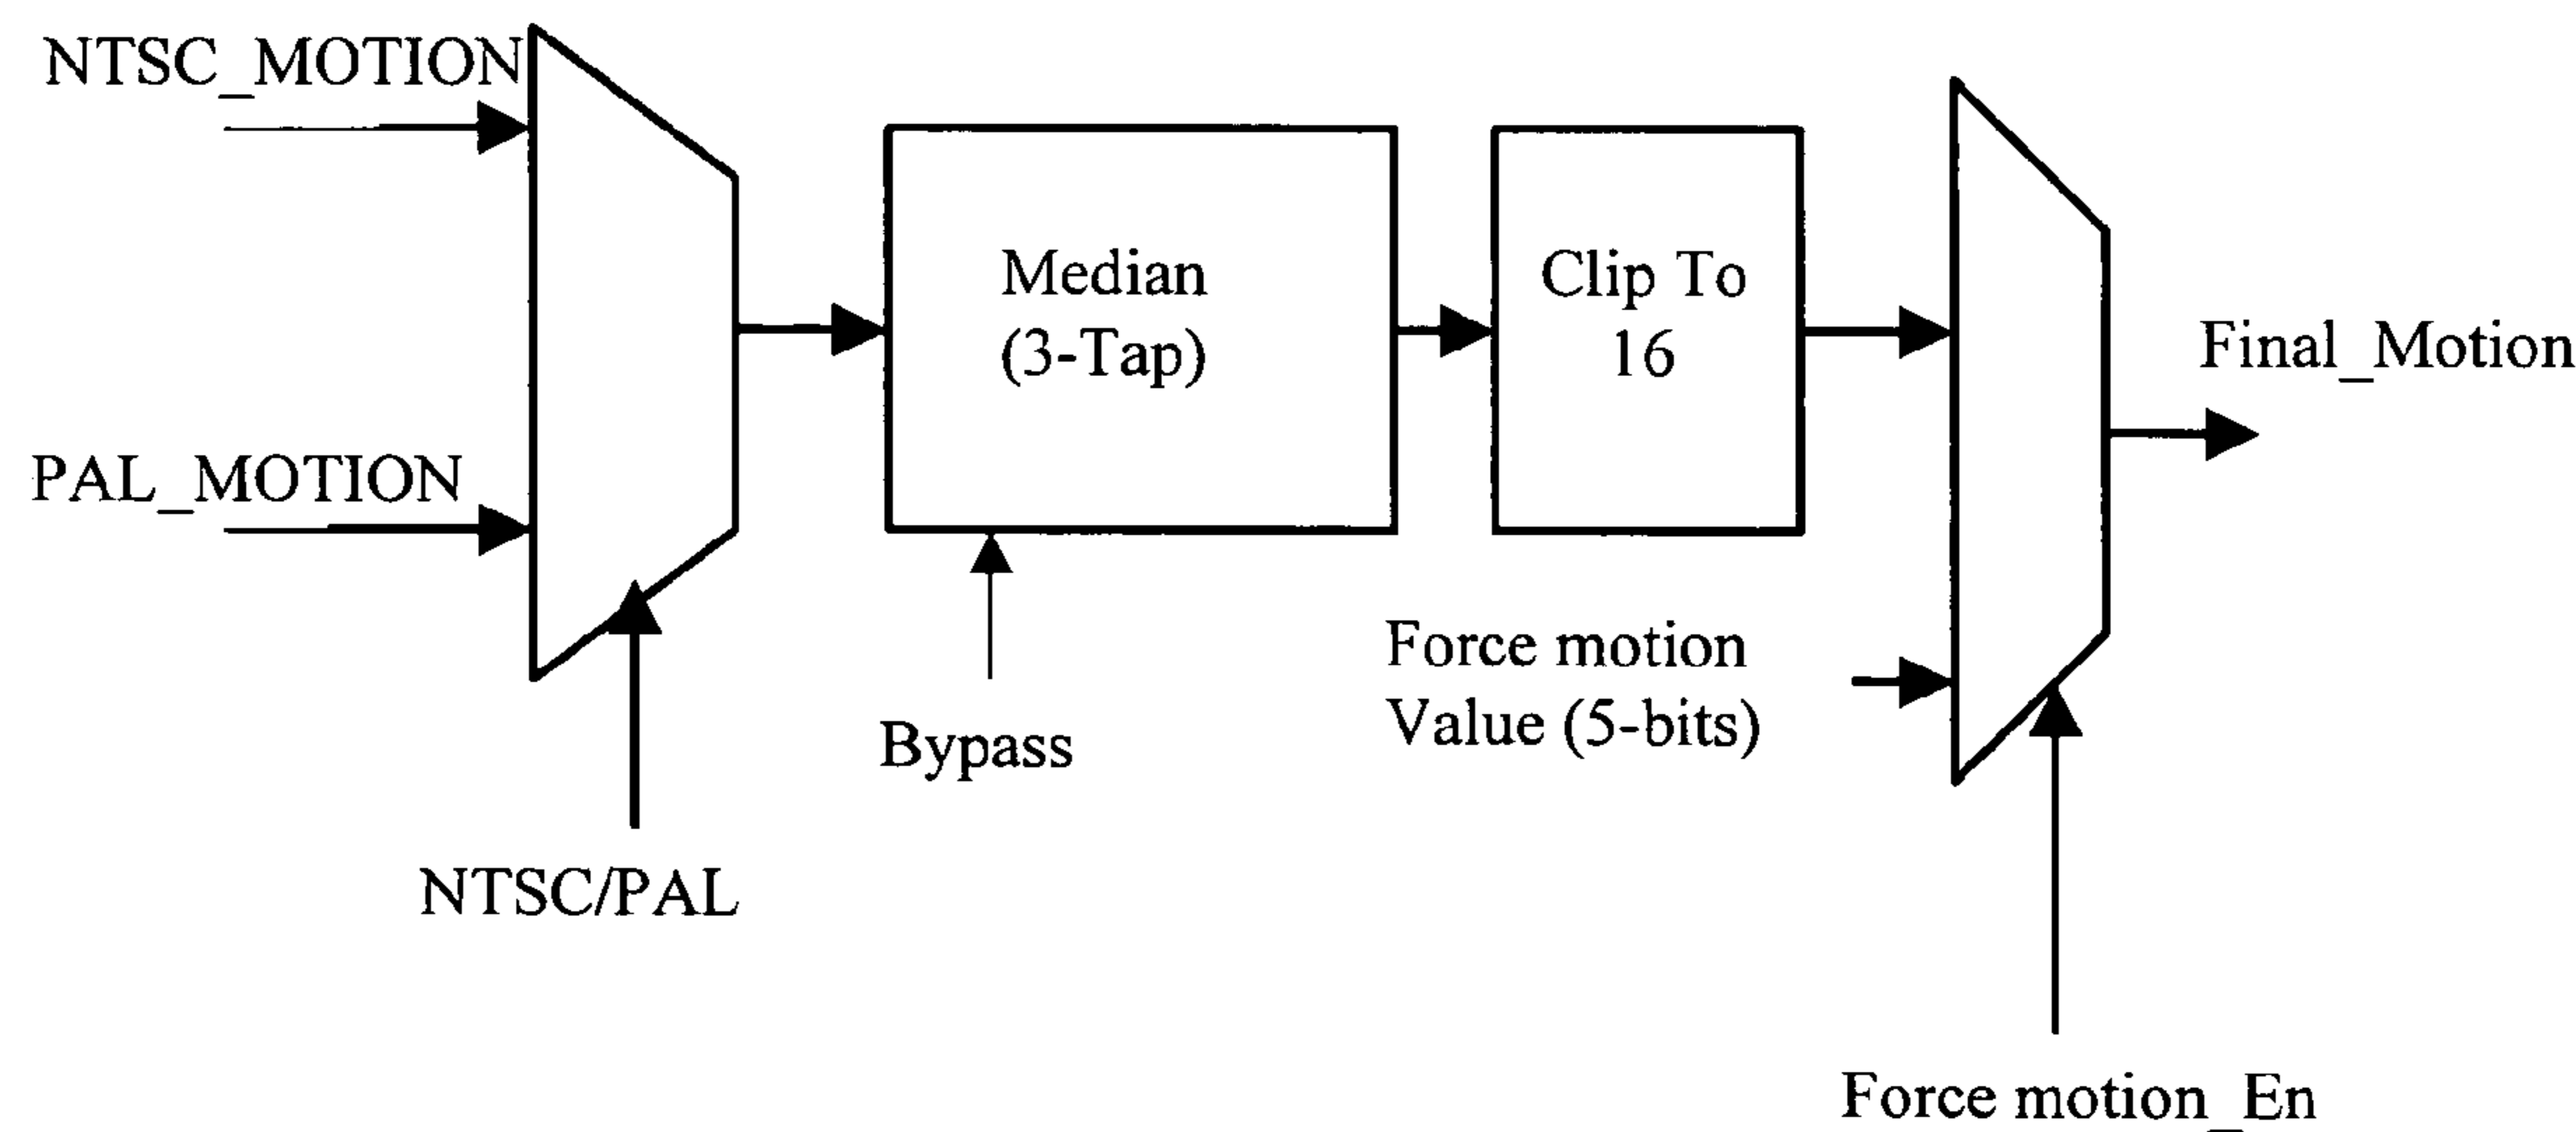 NTSC_MOTION
PAL_MOTION
NTSC/PAL
Median
(3-Tap)
Bypass
Clip To
16
Force motion
Value (5-bits)
Final_Motion
Force motion_En